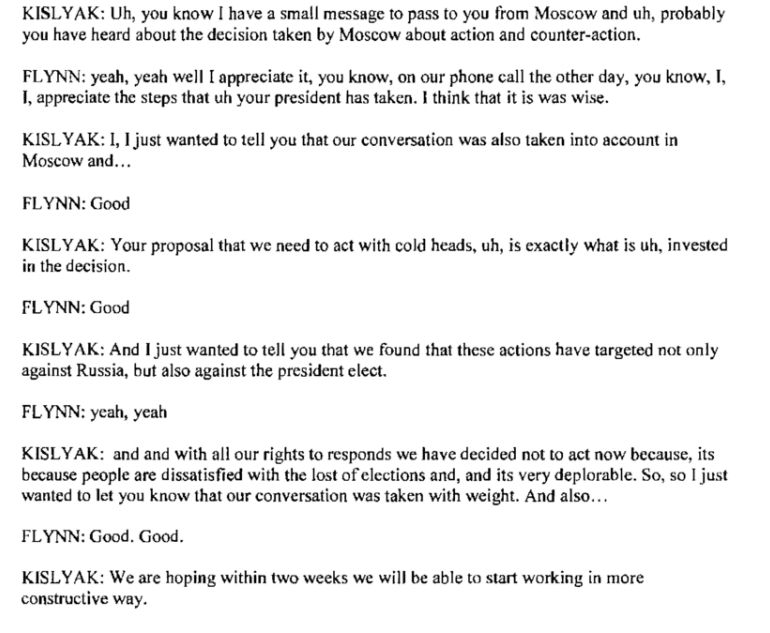 KISLYAK: Uh, you know I have a small message to pass to you from Moscow and uh, probably
you have heard about the decision taken by Moscow about action and counter-action.
FLYNN: yeah, yeah well I appreciate it, you know, on our phone call the other day, you know, I,
I, appreciate the steps that uh your president has taken. I think that it is was wise.
KISLYAK: I, I just wanted to tell you that our conversation was also taken into account in
Moscow and…
FLYNN: Good
KISLYAK: Your proposal that we need to act with cold heads, uh, is exactly what is uh, invested
in the decision.
FLYNN: Good
KISLYAK: And I just wanted to tell you that we found that these actions have targeted not only
against Russia, but also against the president elect.
FLYNN: yeah, yeah
KISLYAK: and and with all our rights to responds we have decided not to act now because, its
because people are dissatisfied with the lost of elections and, and its very deplorable. So, so I just
wanted to let you know that our conversation was taken with weight. And also…
FLYNN: Good. Good.
KISLYAK: We are hoping within two weeks we will be able to start working in more
constructive way.